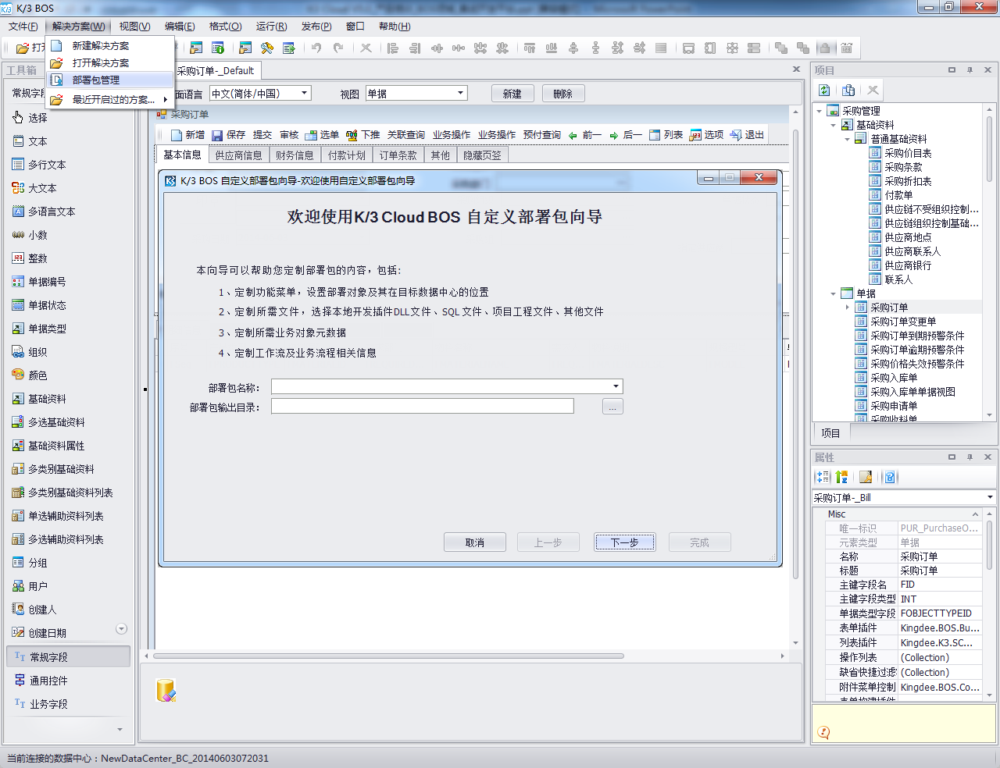 K/3 BOS
文件(F) 解决方案(W) 视图(V) 编辑(E) 格式(O) 运行(R) 发布(P) 窗口 帮助(H)
打
新建解决方案
打开解决方案
部署包管理
最近开启过的方案...
工具箱
常规字段
选择
文本
多行文本
大文本
多语言文本
小数
整数
单据编号
单据状态
单据类型
组织
颜色
基础资料
多选基础资料
基础资料属性
多类别基础资料
多类别基础资料列表
单选辅助资料列表
多选辅助资料列表
分组
用户
创建人
创建日期
常规字段
通用控件
业务字段
采购订单-_Default
面语言 中文(简体/中国) 视图 单据 新建 删除
采购订单
新增 保存 提交 审核 选单 下推 关联查询 业务操作 业务操作 预付查询 前一 后一 列表 选项 退出
基本信息 供应商信息 财务信息 付款计划 订单条款 其他 隐藏页签
K/3 BOS 自定义部署包向导-欢迎使用自定义部署包向导
欢迎使用K/3 Cloud BOS 自定义部署包向导
本向导可以帮助您定制部署包的内容，包括:
1、定制功能菜单，设置部署对象及其在目标数据中心的位置
2、定制所需文件，选择本地开发插件DLL文件、SQL 文件、项目工程文件、其他文件
3、定制所需业务对象元数据
4、定制工作流及业务流程相关信息
部署包名称：
部署包输出目录： ...
取消 上一步 下一步 完成
项目
采购管理
基础资料
普通基础资料
采购价目表
采购条款
采购折扣表
付款单
供应链不受组织控制...
供应链组织控制基础...
供应商地点
供应商联系人
供应商银行
联系人
单据
采购订单
采购订单变更单
采购订单到期预警条件
采购订单逾期预警条件
采购价格失效预警条件
采购入库单
采购入库单单据视图
采购申请单
采购收料单
项目
属性
采购订单-_Bill
Misc
唯一标识 PUR_PurchaseO...
元素类型 单据
名称 采购订单
标题 采购订单
主键字段名 FID
主键字段类型 INT
单据类型字段 FOBJECTTYPEID
表单插件 Kingdee.BOS.Bu...
列表插件 Kingdee.K3.SC...
操作列表 (Collection)
缺省快捷过滤 (Collection)
附件菜单控制 Kingdee.BOS.Co...
表单构建插件
当前连接的数据中心：NewDataCenter_BC_20140603072031